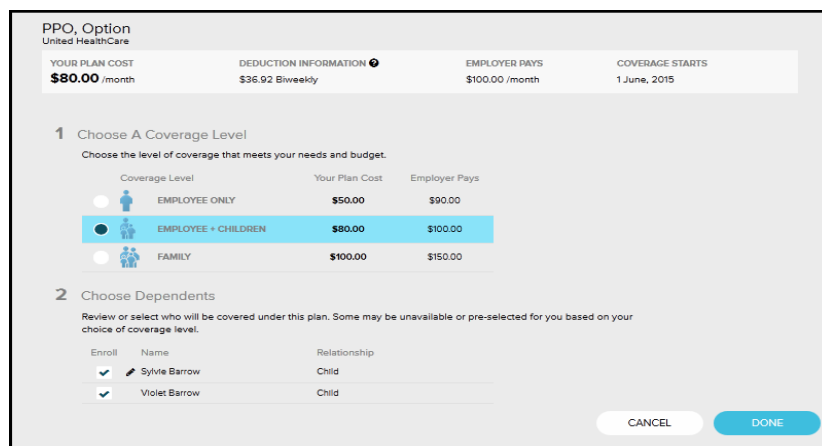 PPO, Option
United HealthCare
YOUR PLAN COST DEDUCTION INFORMATION ? EMPLOYER PAYS COVERAGE STARTS
$80.00 /month $36.92 Biweekly $100.00 /month 1 June, 2015
1 Choose A Coverage Level
Choose the level of coverage that meets your needs and budget.
Coverage Level Your Plan Cost Employer Pays
EMPLOYEE ONLY $50.00 $90.00
EMPLOYEE + CHILDREN $80.00 $100.00
FAMILY $100.00 $150.00
2 Choose Dependents
Review or select who will be covered under this plan. Some may be unavailable or pre-selected for you based on your
choice of coverage level.
Enroll Name Relationship
Sylvie Barrow Child
Violet Barrow Child
CANCEL DONE